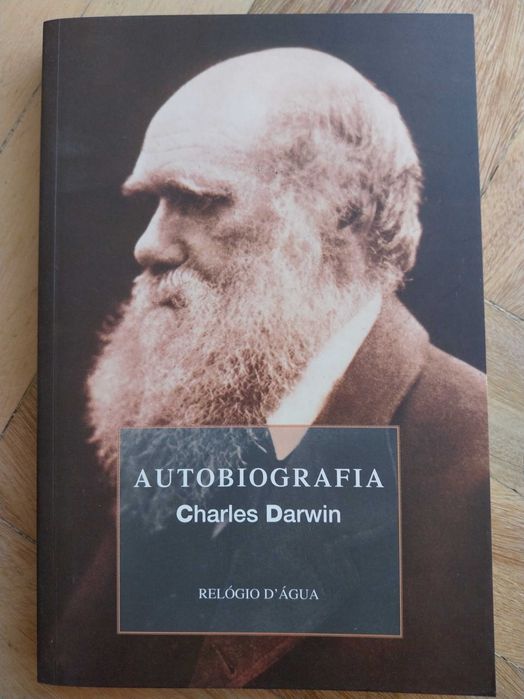 AUTOBIOGRAFIA
Charles Darwin
RELÓGIO D'ÁGUA